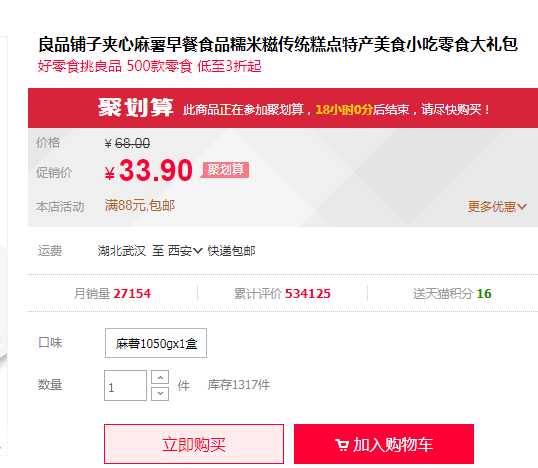 良品铺子夹心麻薯早餐食品糯米糍传统糕点特产美食小吃零食大礼包
好零食挑良品 500款零食 低至3折起
聚划算 此商品正在参加聚划算，18小时0分后结束，请尽快购买！
价格 ¥ 68.00
促销价 ¥ 33.90 聚划算
本店活动 满88元,包邮 更多优惠
运费 湖北武汉 至 西安 快递包邮
月销量 27154 累计评价 534125 送天猫积分 16
口味 麻薯1050gx1盒
数量 1 件 库存1317件
立即购买 加入购物车